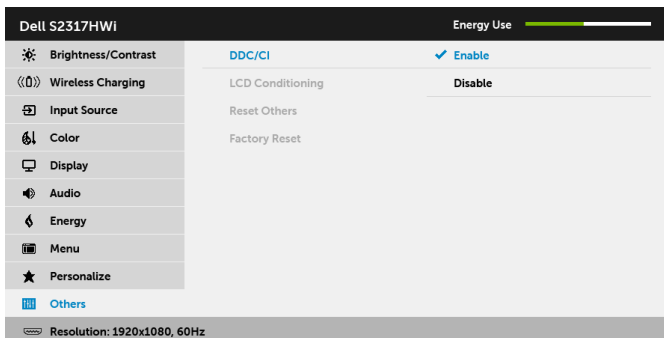 Dell S2317HWi Energy Use
Brightness/Contrast DDC/CI Enable
Wireless Charging LCD Conditioning Disable
Input Source Reset Others
Color Factory Reset
Display
Audio
Energy
Menu
Personalize
Others
Resolution: 1920x1080, 60Hz